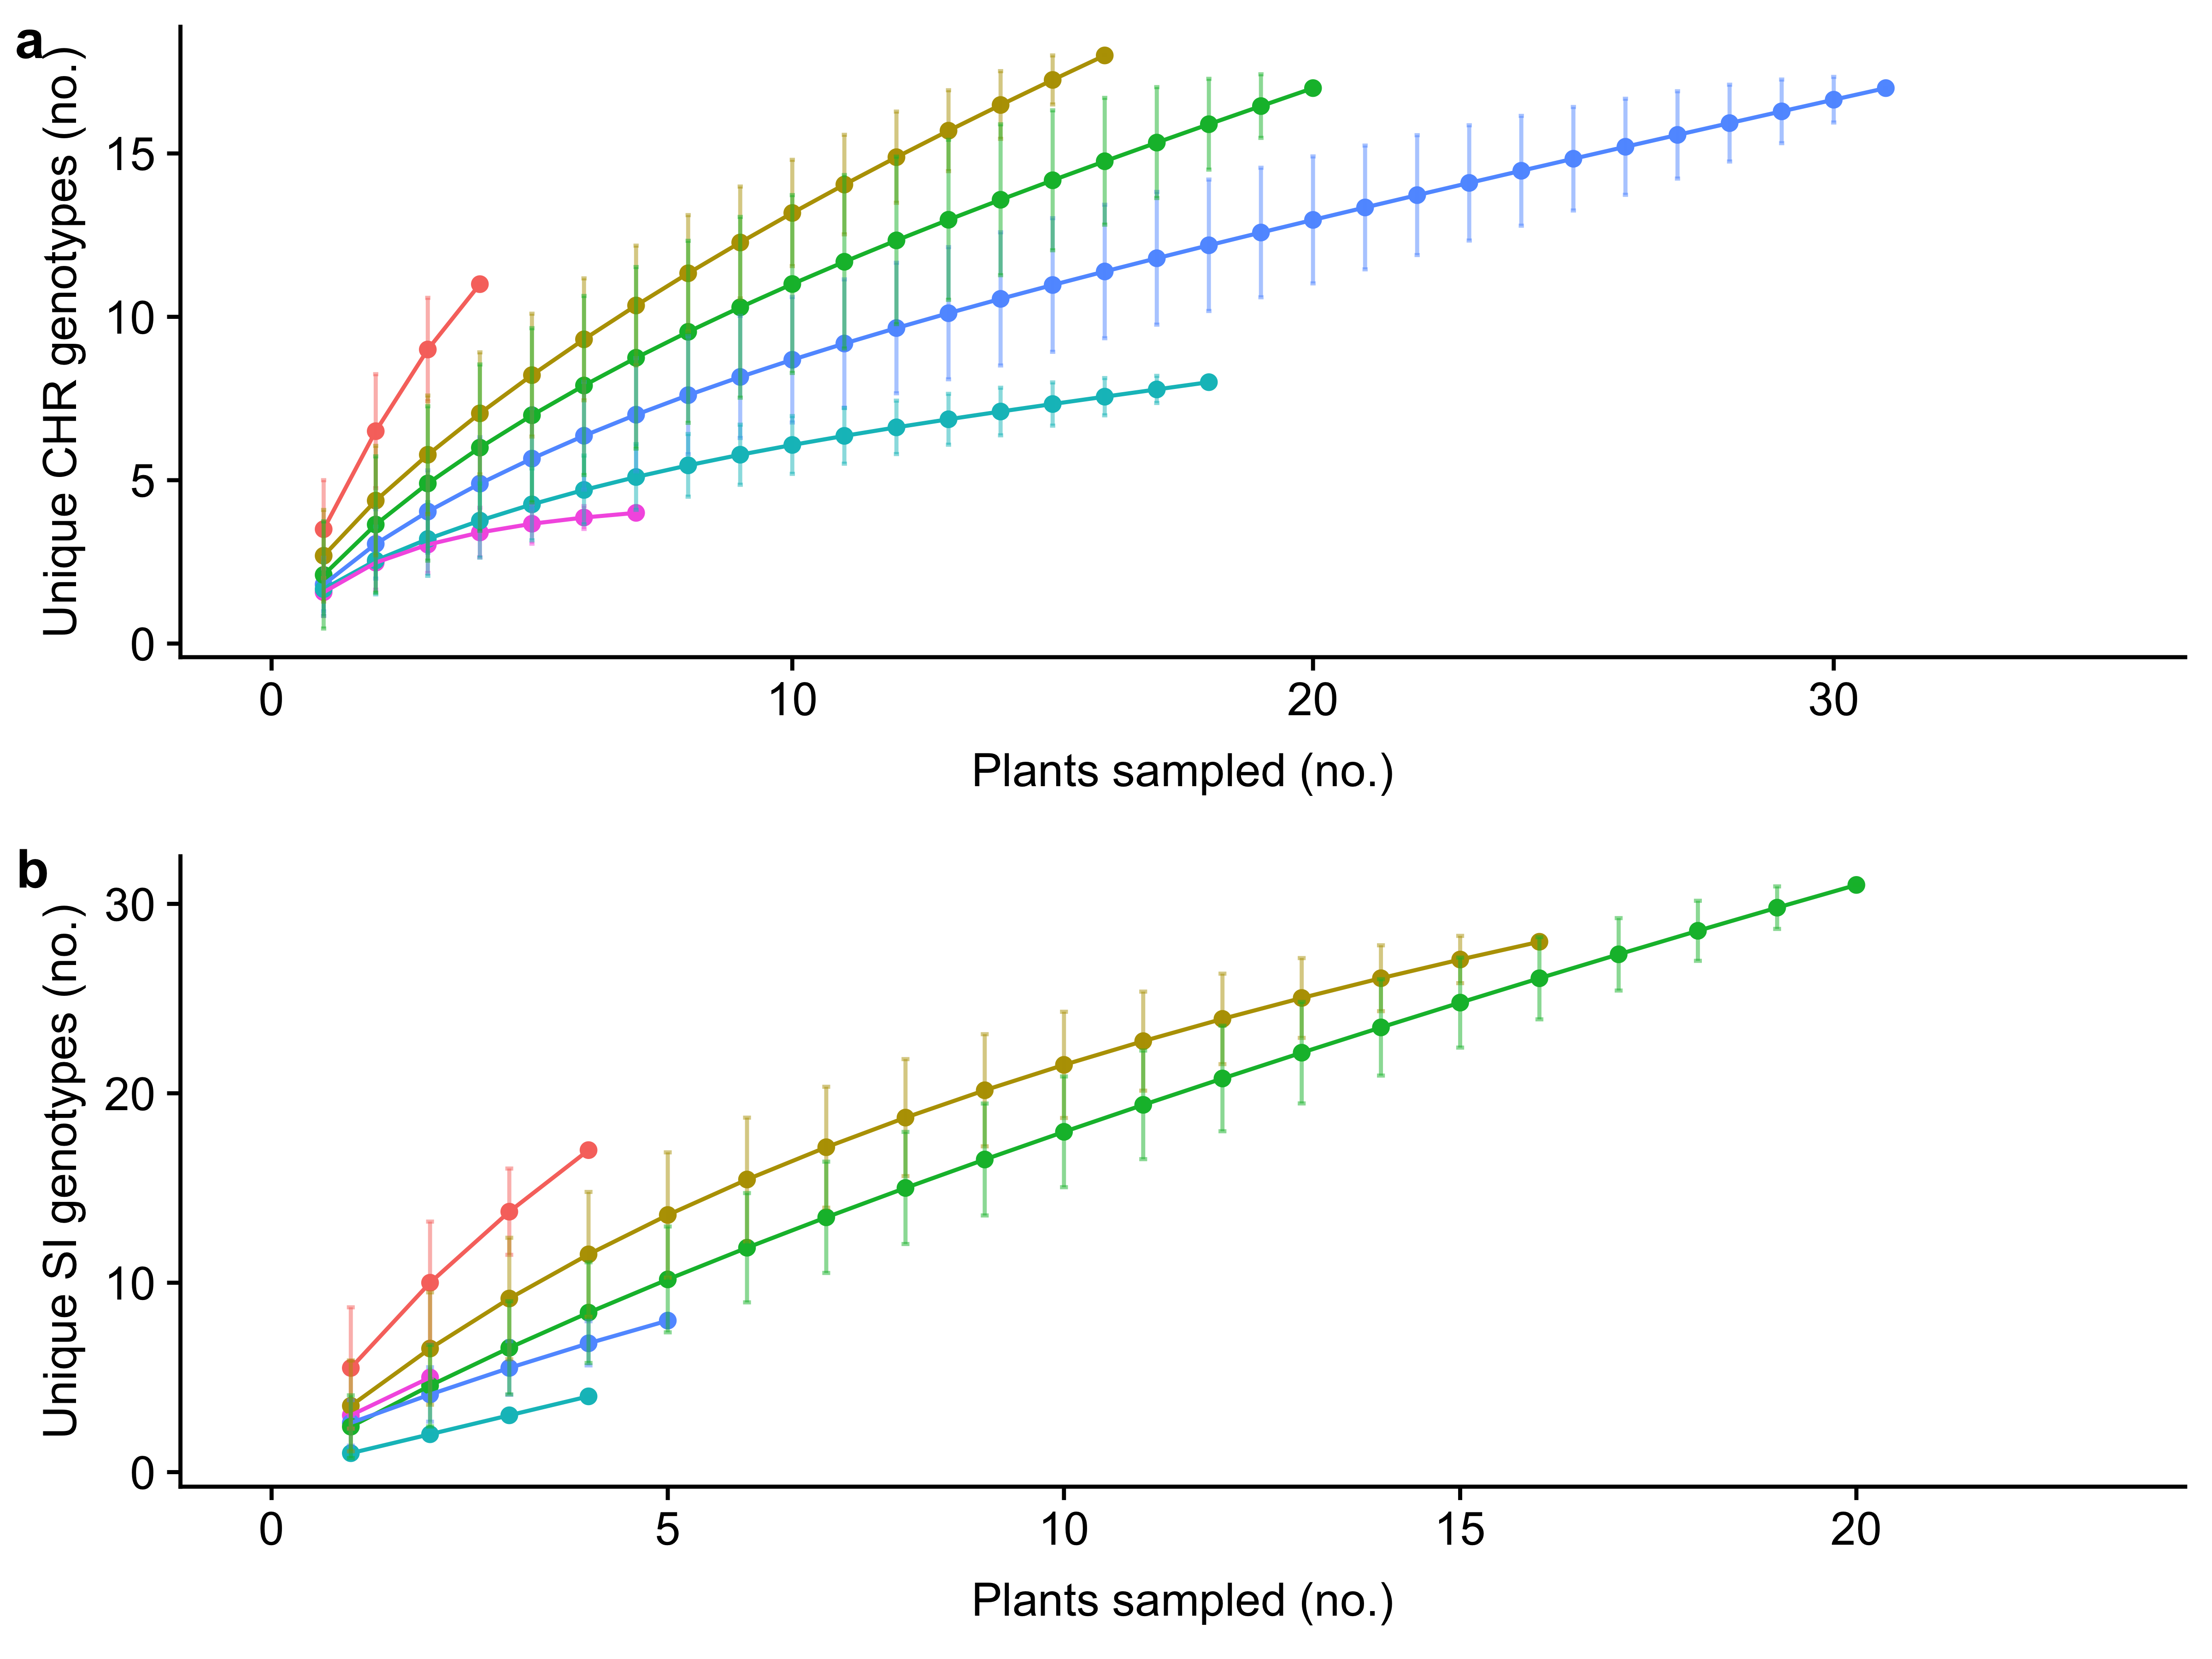 a
Unique CHR genotypes (no.)
15
10
5
0
0 10 20 30
Plants sampled (no.)
b
Unique SI genotypes (no.)
30
20
10
0
0 5 10 15 20
Plants sampled (no.)